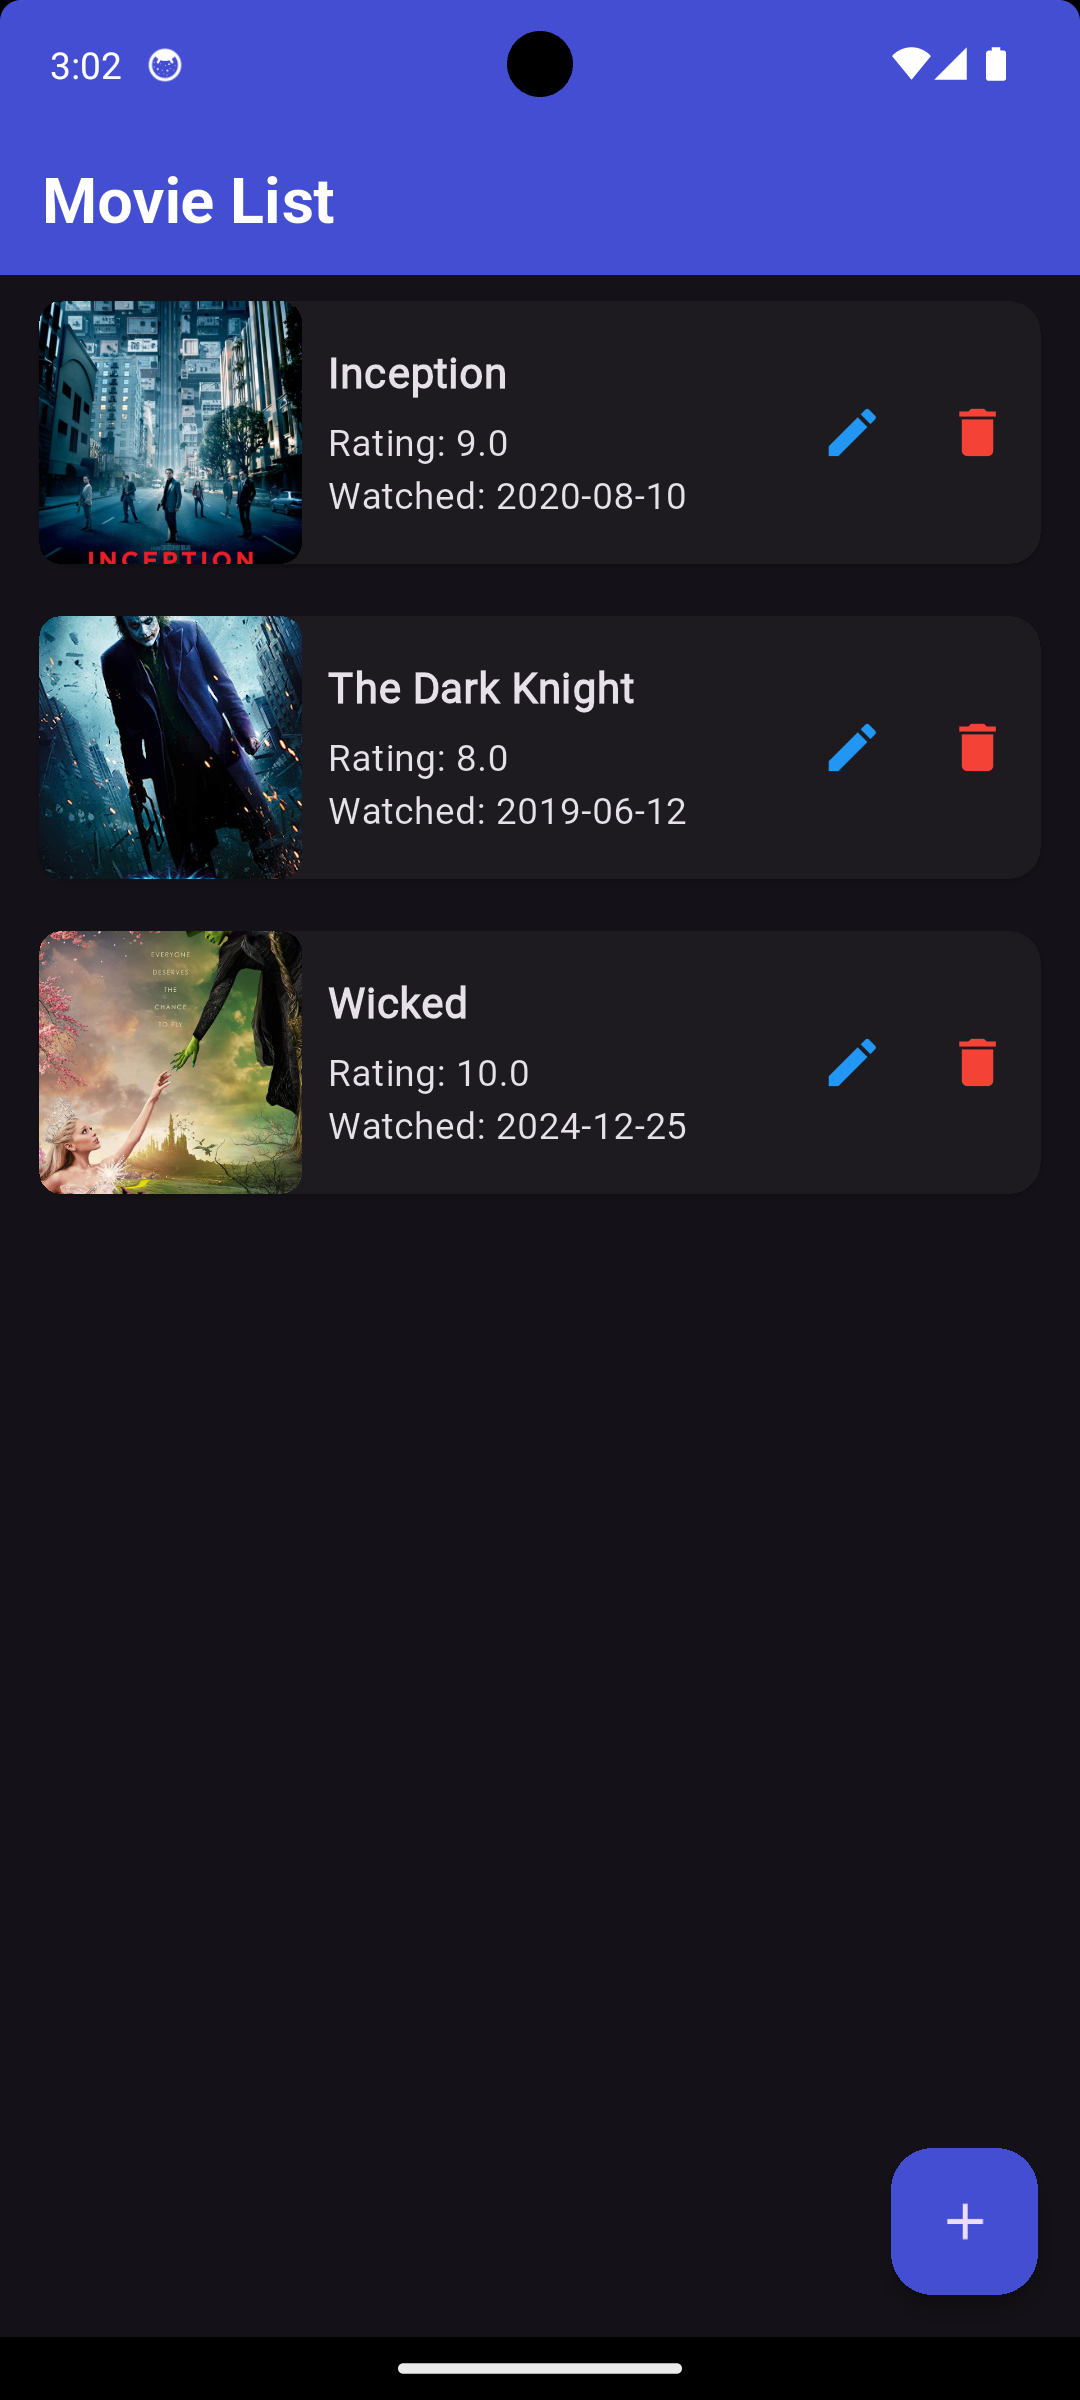 3:02
Movie List
INCEPTION
Inception
Rating: 9.0
Watched: 2020-08-10
The Dark Knight
Rating: 8.0
Watched: 2019-06-12
EVERYONE
DESERVES
THE
CHANCE
TO FLY
Wicked
Rating: 10.0
Watched: 2024-12-25